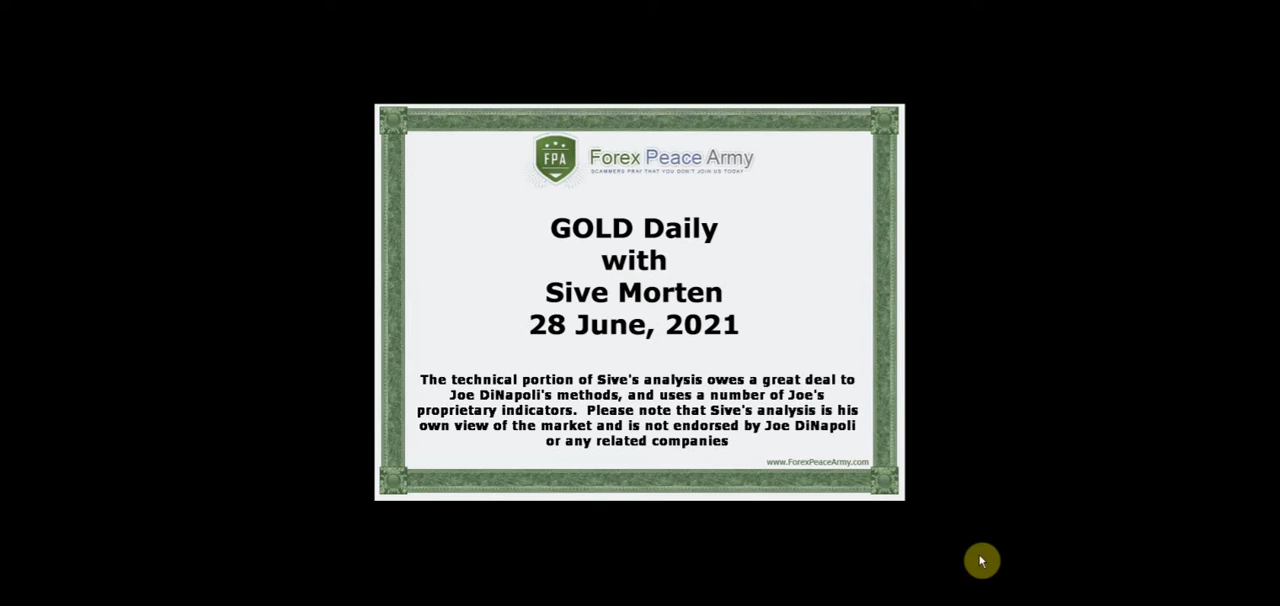 FPA
Forex Peace Army
SCAMMERS PRAY THAT YOU DON'T JOIN US TODAY
GOLD Daily
with
Sive Morten
28 June, 2021
The technical portion of Sive's analysis owes a great deal to
Joe DiNapoli's methods, and uses a number of Joe's
proprietary indicators.  Please note that Sive's analysis is his
own view of the market and is not endorsed by Joe DiNapoli
or any related companies
www.ForexPeaceArmy.com